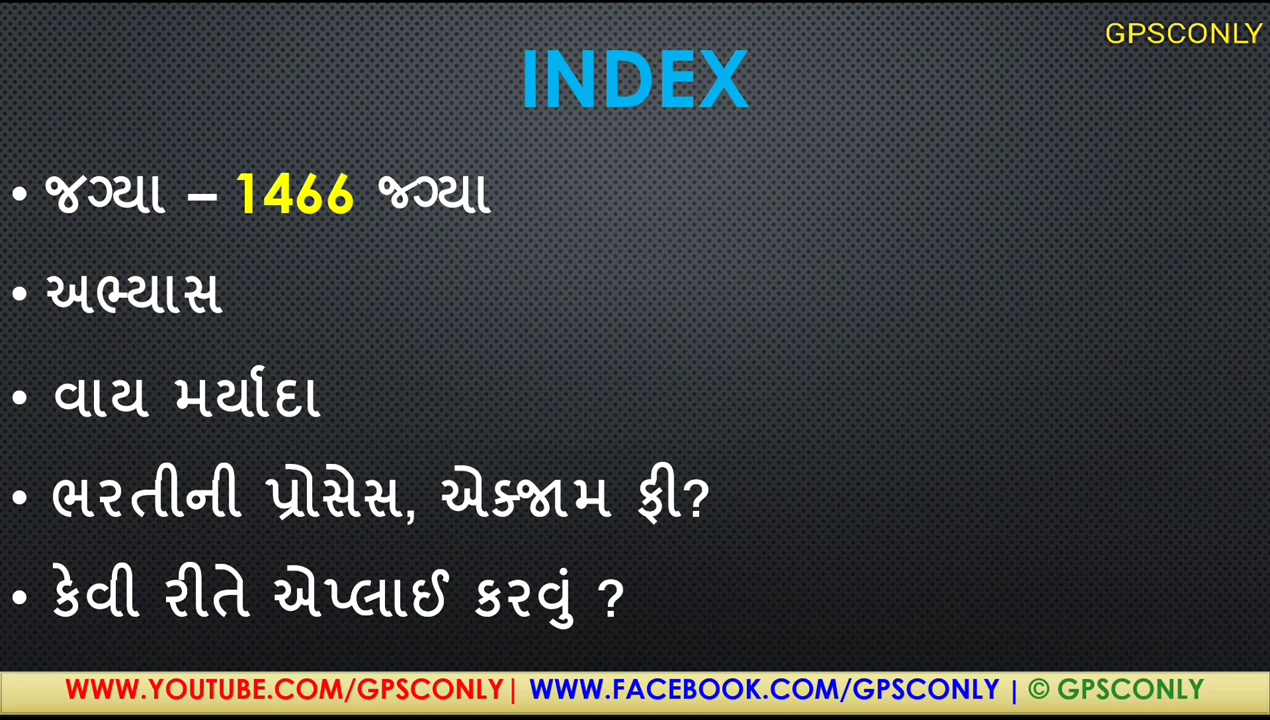 GPSCONLY
INDEX
• જગ્યા – 1466 જગ્યા
• અભ્યાસ
• વાય મર્યાદા
• ભરતીની પ્રોસેસ, એક્જામ ફી?
• કેવી રીતે એપ્લાઈ કરવું ?
WWW.YOUTUBE.COM/GPSCONLY| WWW.FACEBOOK.COM/GPSCONLY | © GPSCONLY